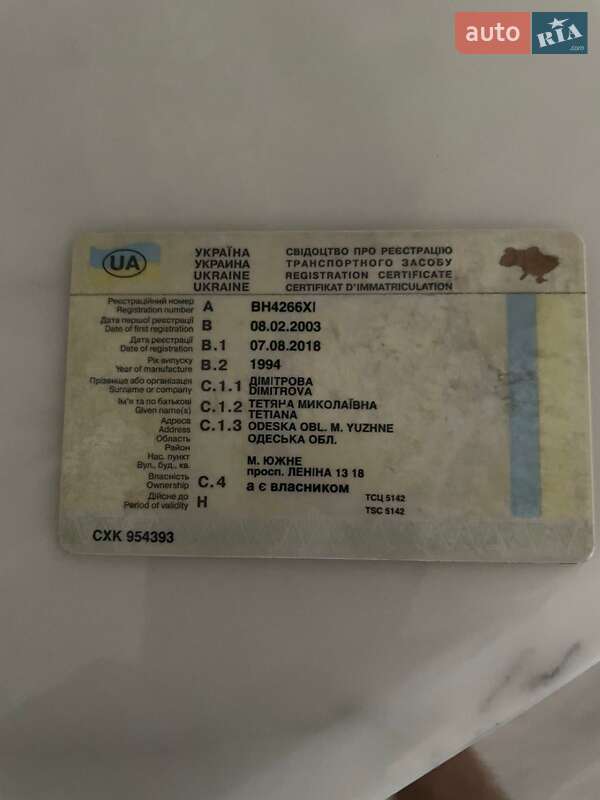 auto RIA .com
UA
УКРАЇНА СВІДОЦТВО ПРО РЕЄСТРАЦІЮ
УКРАИНА ТРАНСПОРТНОГО ЗАСОБУ
UKRAINE REGISTRATION CERTIFICATE
UKRAINE CERTIFIKAT D'IMMATRICULATION
Реєстраційний номер
Registration number A BH4266XI
Дата першої реєстрації
Date of first registration B 08.02.2003
Дата реєстрації
Date of registration B.1 07.08.2018
Рік випуску
Year of manufacture B.2 1994
Прізвище або організація C.1.1 ДІМІТРОВА
Surname or company DIMITROVA
Ім'я та по батькові C.1.2 ТЕТЯНА МИКОЛАЇВНА
Given name(s) TETIANA
Адреса C.1.3 ODESKA OBL. M. YUZHNE
Address
Область ОДЕСЬКА ОБЛ.
Район
Нас. пункт М. ЮЖНЕ
Вул., буд., кв. просп. ЛЕНІНА 13 18
Власність C.4 а є власником
Ownership
Дійсне до H ТСЦ 5142
Period of validity TSC 5142
СХК 954393